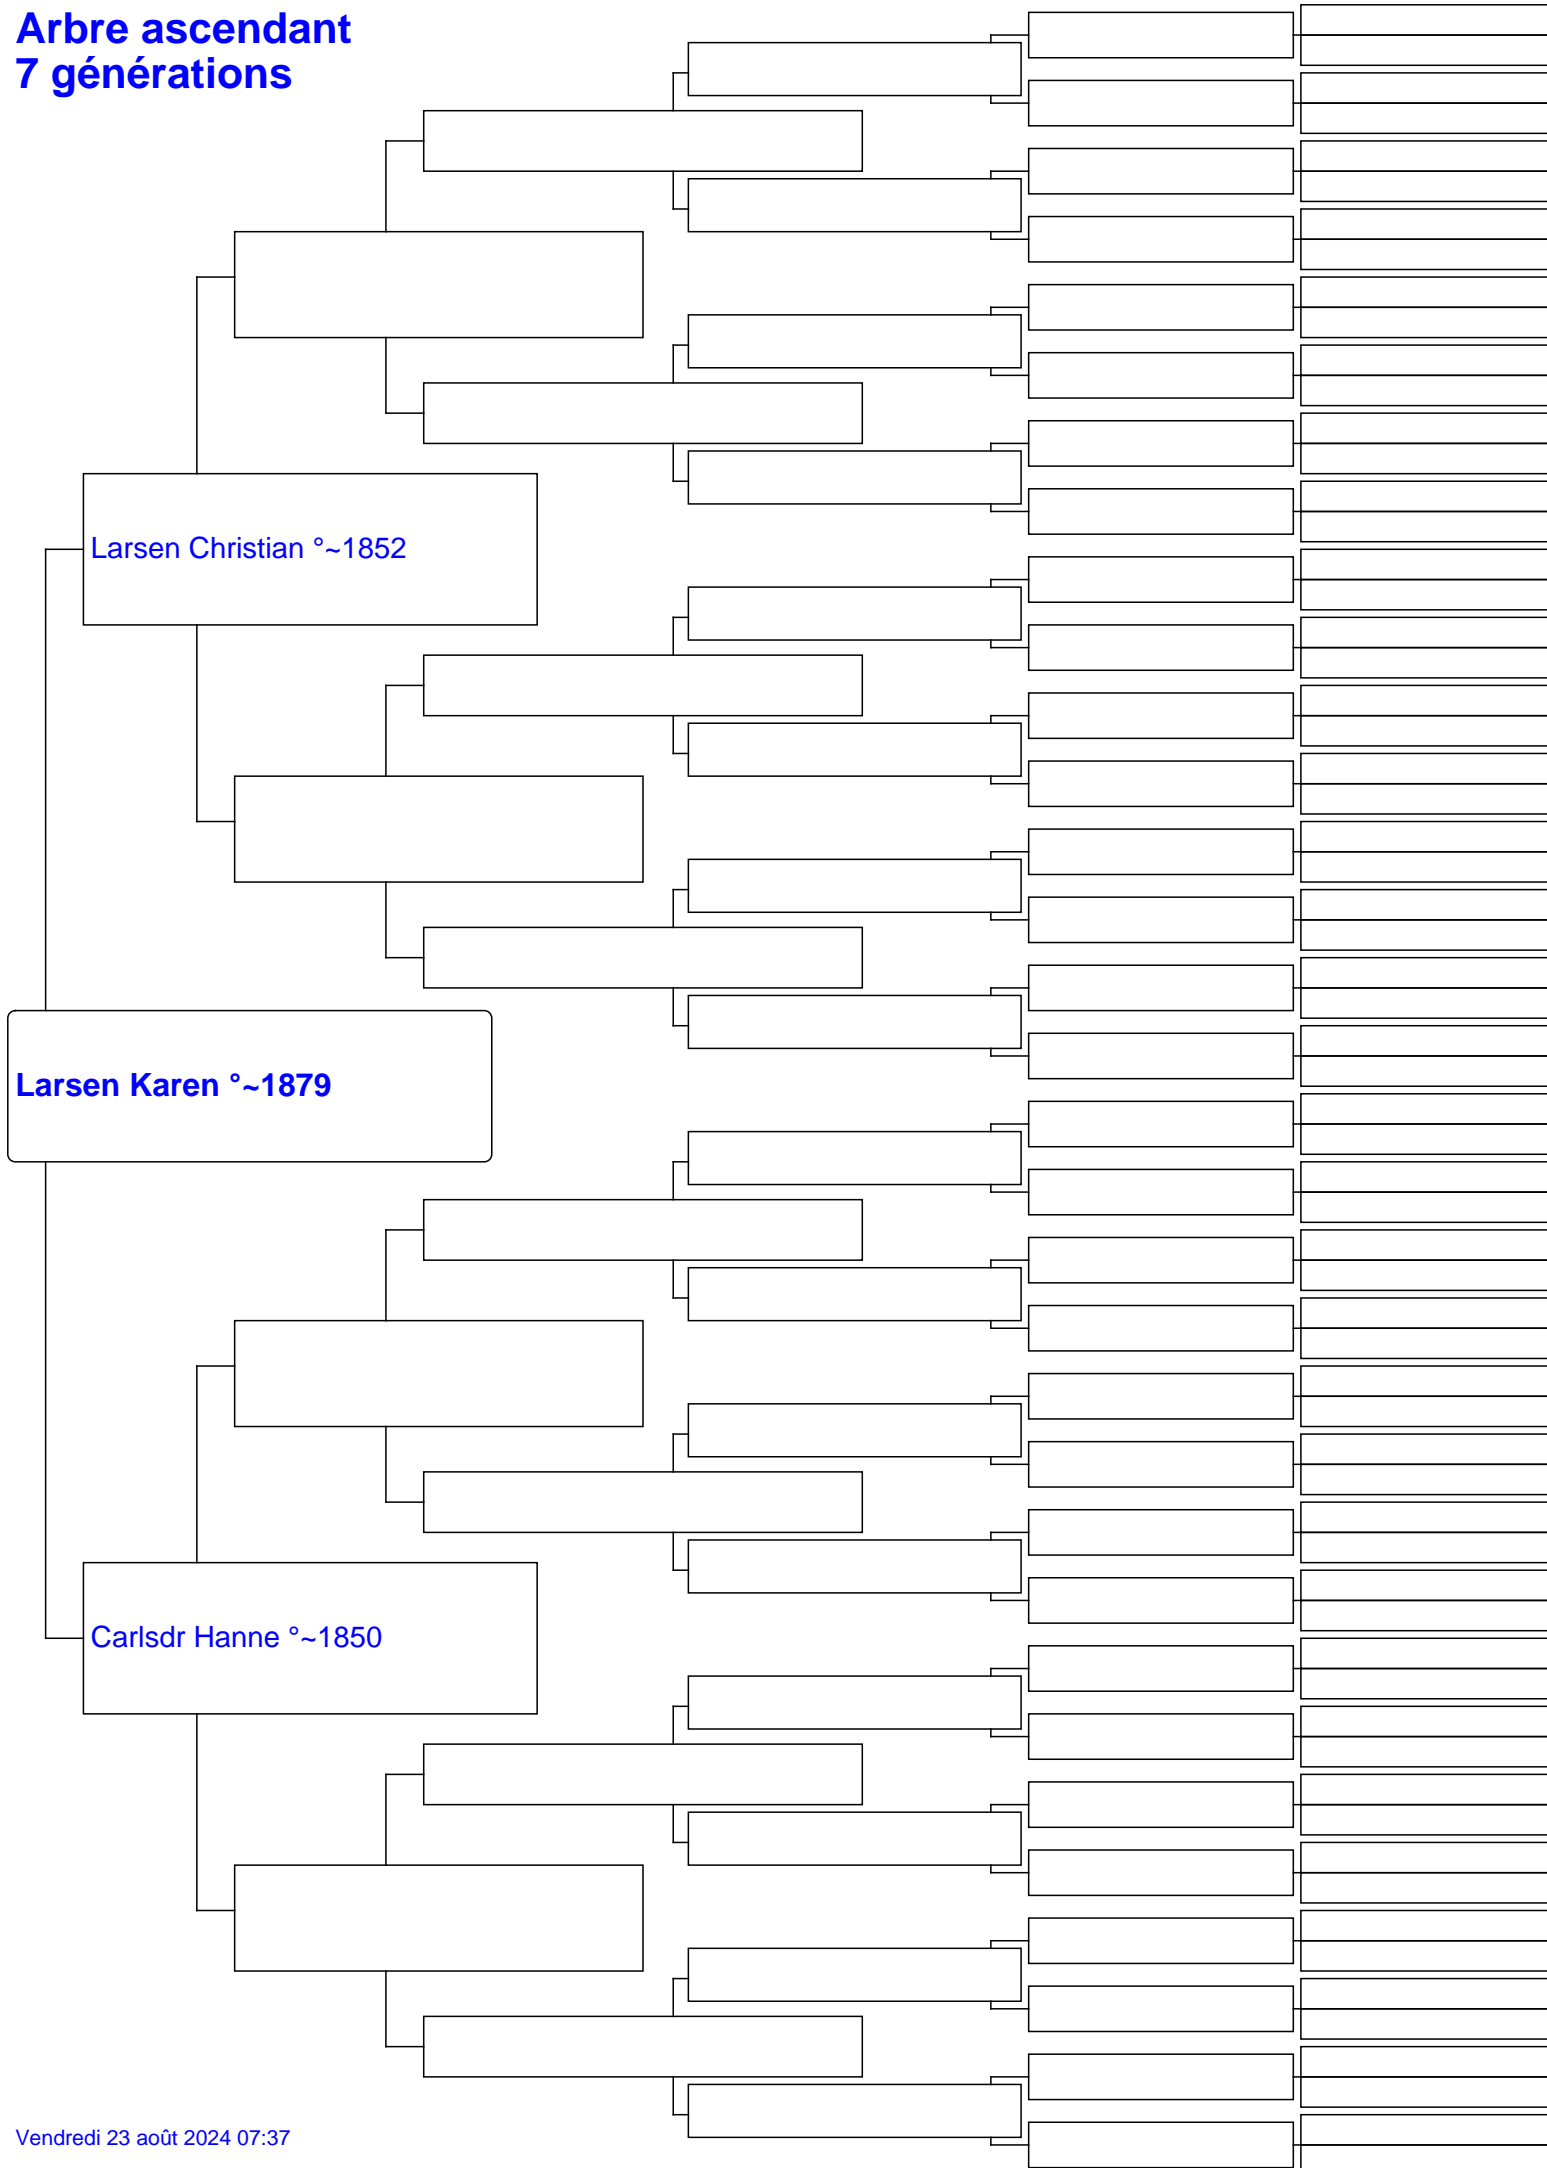 Arbre ascendant
7 générations
Larsen Christian °~1852
Larsen Karen °~1879
Carlsdr Hanne °~1850
Vendredi 23 août 2024 07:37